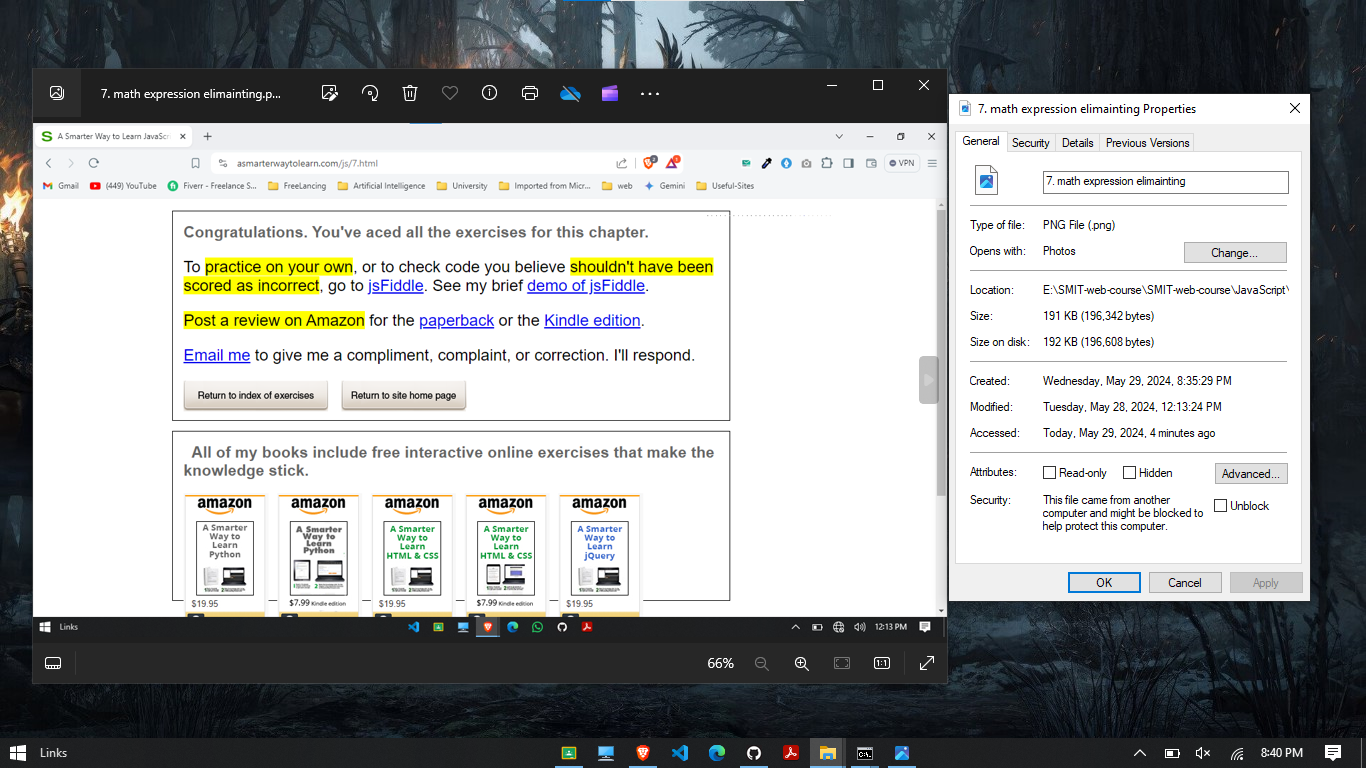 7. math expression elimainting.p...
A Smarter Way to Learn JavaScri
asmarterwaytolearn.com/js/7.html
2
1
VPN
Gmail
(449) YouTube
Fiverr - Freelance S...
FreeLancing
Artificial Intelligence
University
Imported from Micr...
web
Gemini
Useful-Sites
Congratulations. You've aced all the exercises for this chapter.
To practice on your own, or to check code you believe shouldn't have been
scored as incorrect, go to jsFiddle. See my brief demo of jsFiddle.
Post a review on Amazon for the paperback or the Kindle edition.
Email me to give me a compliment, complaint, or correction. I'll respond.
Return to index of exercises
Return to site home page
All of my books include free interactive online exercises that make the
knowledge stick.
amazon
A Smarter
Way to
Learn
Python
$19.95
amazon
A Smarter
Way to
Learn
Python
$7.99 Kindle edition
amazon
A Smarter
Way to
Learn
HTML & CSS
$19.95
amazon
A Smarter
Way to
Learn
HTML & CSS
$7.99 Kindle edition
amazon
A Smarter
Way to
Learn
jQuery
$19.95
Links
12:13 PM
66%
1:1
7. math expression elimainting Properties
General
Security
Details
Previous Versions
7. math expression elimainting
Type of file: PNG File (.png)
Opens with: Photos
Change...
Location: E:\SMIT-web-course\SMIT-web-course\JavaScript\
Size: 191 KB (196,342 bytes)
Size on disk: 192 KB (196,608 bytes)
Created: Wednesday, May 29, 2024, 8:35:29 PM
Modified: Tuesday, May 28, 2024, 12:13:24 PM
Accessed: Today, May 29, 2024, 4 minutes ago
Attributes: Read-only Hidden Advanced...
Security: This file came from another
computer and might be blocked to
help protect this computer.
Unblock
OK
Cancel
Apply
Links
8:40 PM